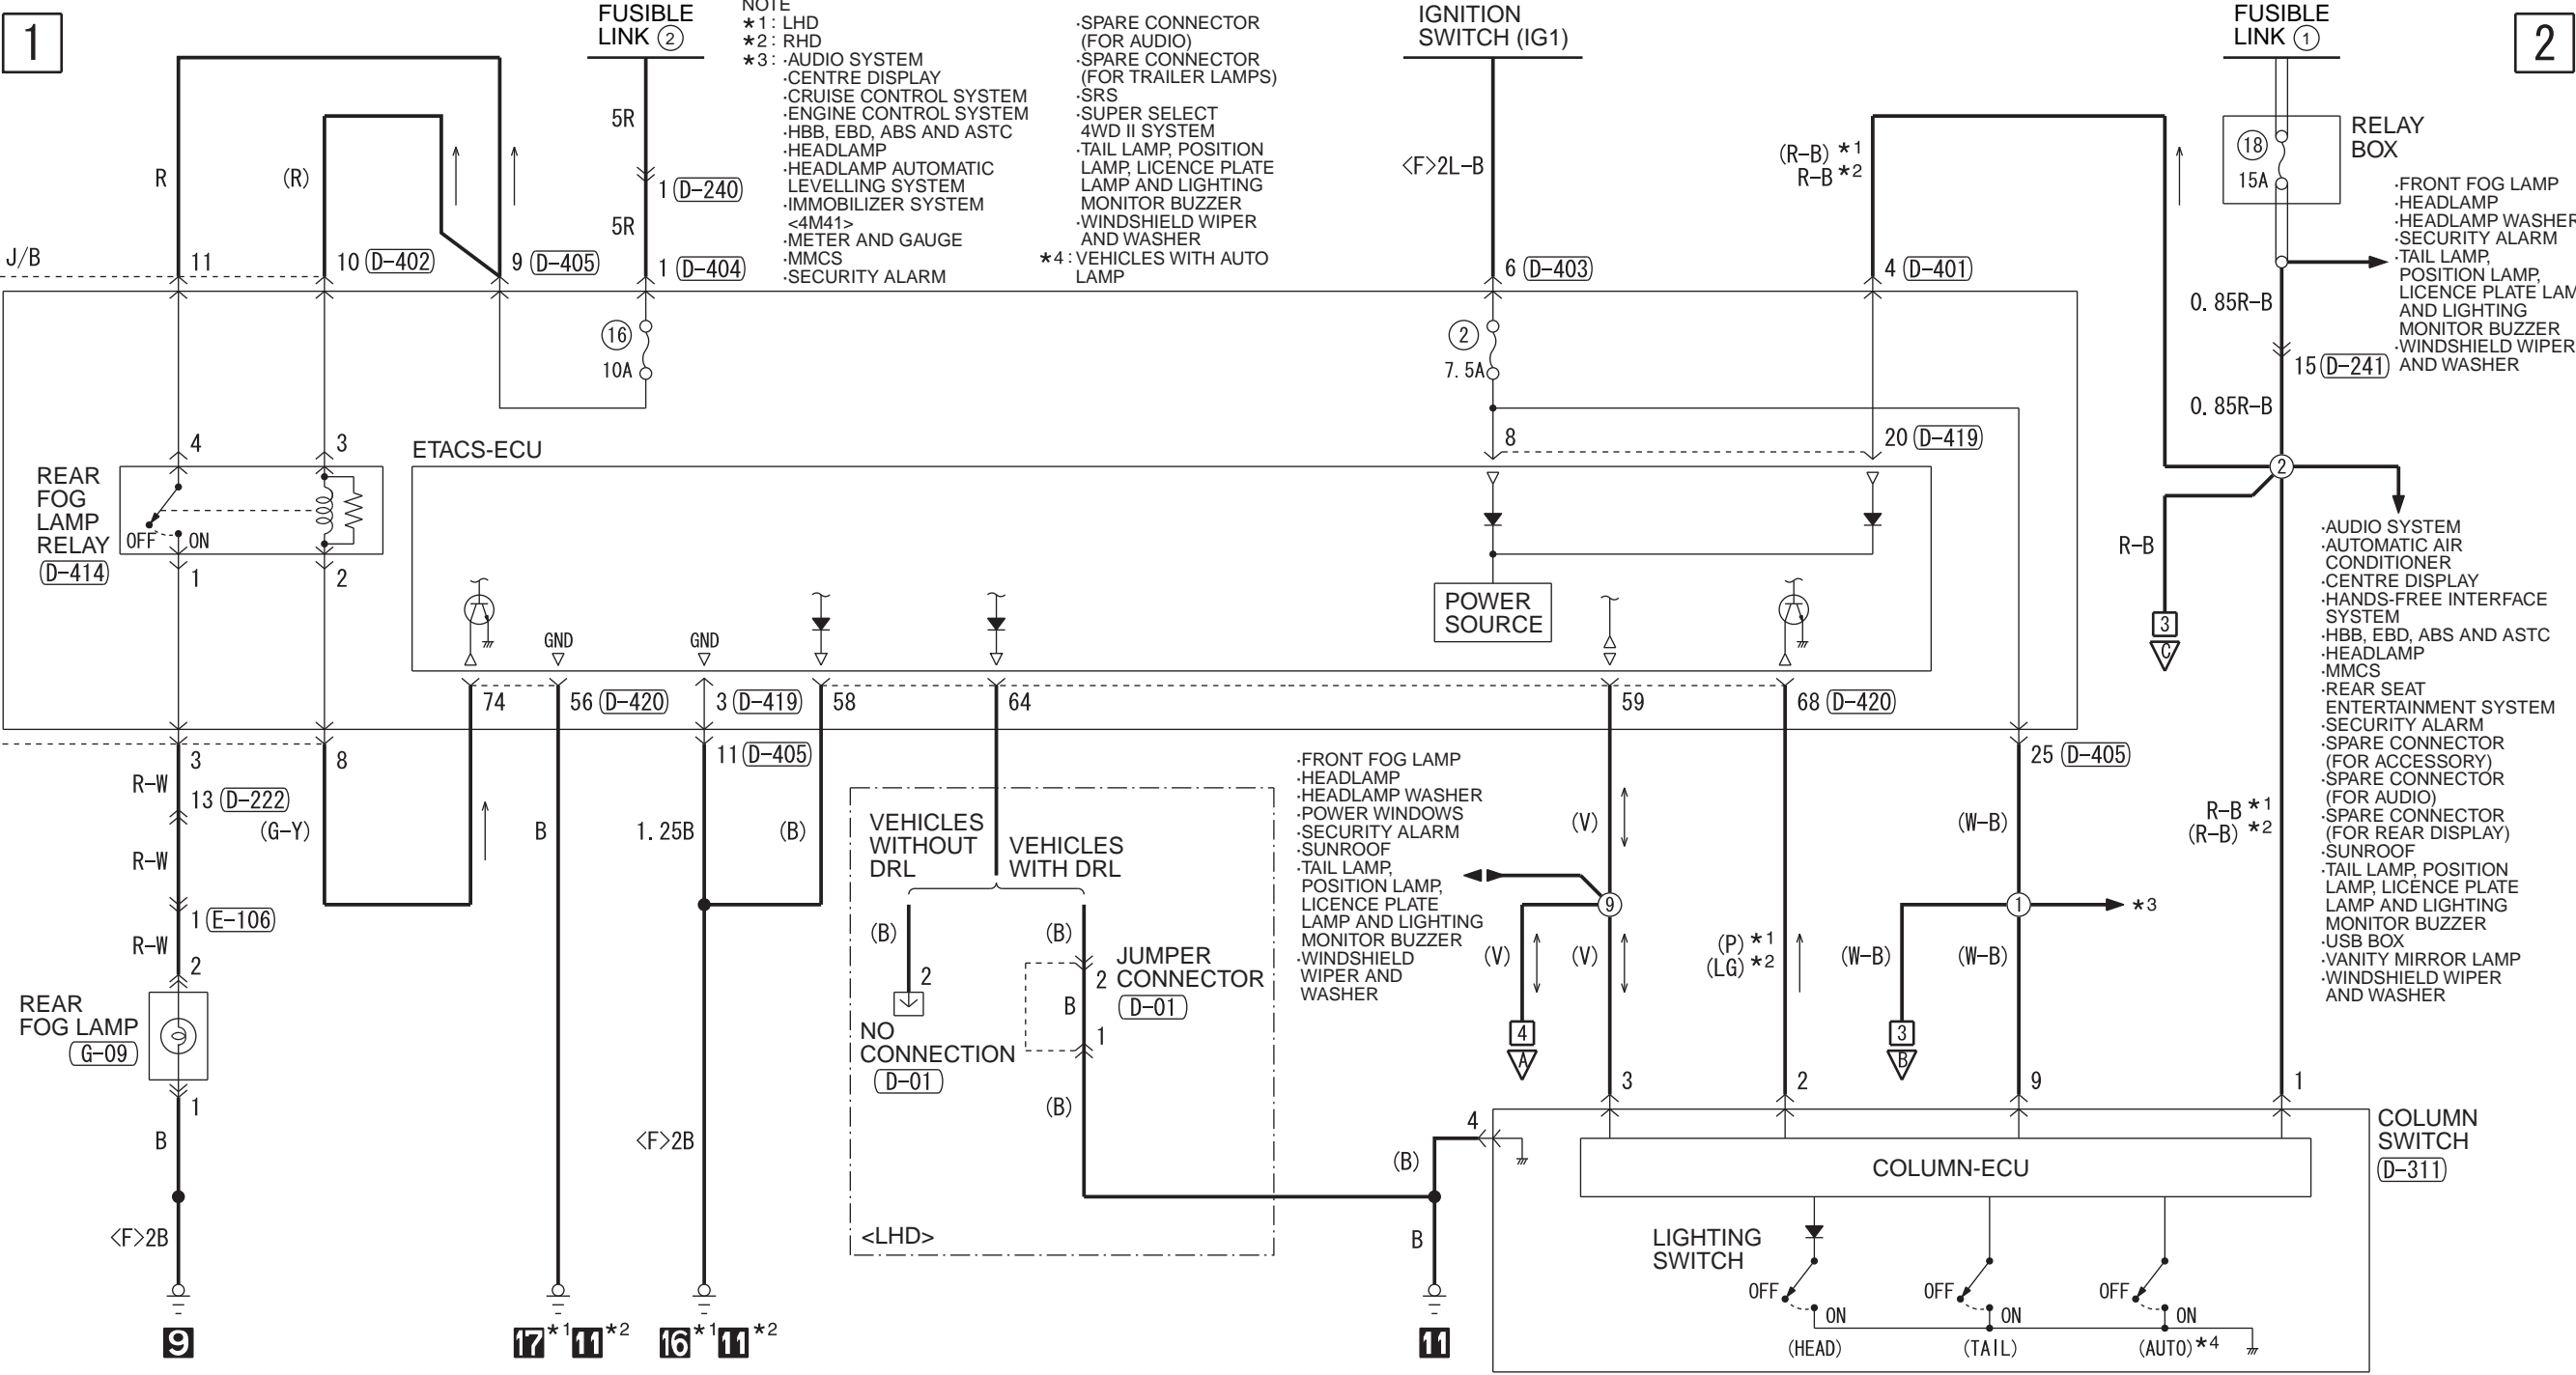 1
FUSIBLE
LINK ②
NOTE
*1: LHD
*2: RHD
*3: ·AUDIO SYSTEM
·CENTRE DISPLAY
·CRUISE CONTROL SYSTEM
·ENGINE CONTROL SYSTEM
·HBB, EBD, ABS AND ASTC
·HEADLAMP
·HEADLAMP AUTOMATIC
LEVELLING SYSTEM
·IMMOBILIZER SYSTEM
<4M41>
·METER AND GAUGE
·MMCS
·SECURITY ALARM
·SPARE CONNECTOR
(FOR AUDIO)
·SPARE CONNECTOR
(FOR TRAILER LAMPS)
·SRS
·SUPER SELECT
4WD II SYSTEM
·TAIL LAMP, POSITION
LAMP, LICENCE PLATE
LAMP AND LIGHTING
MONITOR BUZZER
·WINDSHIELD WIPER
AND WASHER
*4: VEHICLES WITH AUTO
LAMP
IGNITION
SWITCH (IG1)
FUSIBLE
LINK ①
2
R
(R)
5R
1 (D-240)
5R
<F>2L-B
(R-B) *1
R-B *2
18
15A
RELAY
BOX
·FRONT FOG LAMP
·HEADLAMP
·HEADLAMP WASHER
·SECURITY ALARM
·TAIL LAMP,
POSITION LAMP,
LICENCE PLATE LAM
AND LIGHTING
MONITOR BUZZER
·WINDSHIELD WIPER
AND WASHER
J/B
11
10 (D-402)
9 (D-405)
1 (D-404)
6 (D-403)
4 (D-401)
0.85R-B
15 (D-241)
0.85R-B
16
10A
2
7.5A
4
3
ETACS-ECU
8
20 (D-419)
2
REAR
FOG
LAMP
RELAY
(D-414)
OFF
ON
1
2
POWER
SOURCE
GND
GND
R-B
3
C
·AUDIO SYSTEM
·AUTOMATIC AIR
CONDITIONER
·CENTRE DISPLAY
·HANDS-FREE INTERFACE
SYSTEM
·HBB, EBD, ABS AND ASTC
·HEADLAMP
·MMCS
·REAR SEAT
ENTERTAINMENT SYSTEM
·SECURITY ALARM
·SPARE CONNECTOR
(FOR ACCESSORY)
·SPARE CONNECTOR
(FOR AUDIO)
·SPARE CONNECTOR
(FOR REAR DISPLAY)
·SUNROOF
·TAIL LAMP, POSITION
LAMP, LICENCE PLATE
LAMP AND LIGHTING
MONITOR BUZZER
·USB BOX
·VANITY MIRROR LAMP
·WINDSHIELD WIPER
AND WASHER
74
56 (D-420)
3 (D-419)
58
64
59
68 (D-420)
3
8
11 (D-405)
25 (D-405)
R-W
13 (D-222)
R-W
1 (E-106)
R-W
2
(G-Y)
B
1.25B
(B)
VEHICLES
WITHOUT
DRL
VEHICLES
WITH DRL
(B)
2
NO
CONNECTION
(D-01)
(B)
2
B
1
JUMPER
CONNECTOR
(D-01)
(B)
<LHD>
·FRONT FOG LAMP
·HEADLAMP
·HEADLAMP WASHER
·POWER WINDOWS
·SECURITY ALARM
·SUNROOF
·TAIL LAMP,
POSITION LAMP,
LICENCE PLATE
LAMP AND LIGHTING
MONITOR BUZZER
·WINDSHIELD
WIPER AND
WASHER
(V)
9
(V)
(V)
4
A
(P) *1
(LG) *2
(W-B)
1
*3
(W-B)
(W-B)
3
B
R-B *1
(R-B) *2
REAR
FOG LAMP
(G-09)
1
B
<F>2B
9
<F>2B
17 *1 11 *2
16 *1 11 *2
3
2
9
1
4
(B)
B
11
COLUMN
SWITCH
(D-311)
COLUMN-ECU
LIGHTING
SWITCH
OFF
ON
(HEAD)
OFF
ON
(TAIL)
OFF
ON
(AUTO)*4